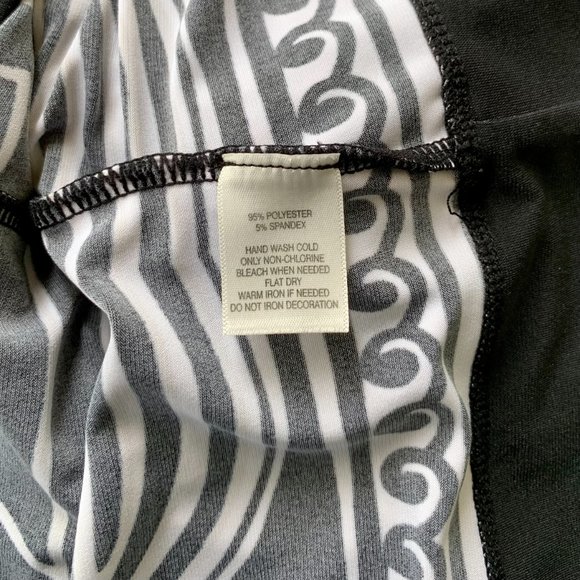 95% POLYESTER
5% SPANDEX
HAND WASH COLD
ONLY NON-CHLORINE
BLEACH WHEN NEEDED
FLAT DRY
WARM IRON IF NEEDED
DO NOT IRON DECORATION